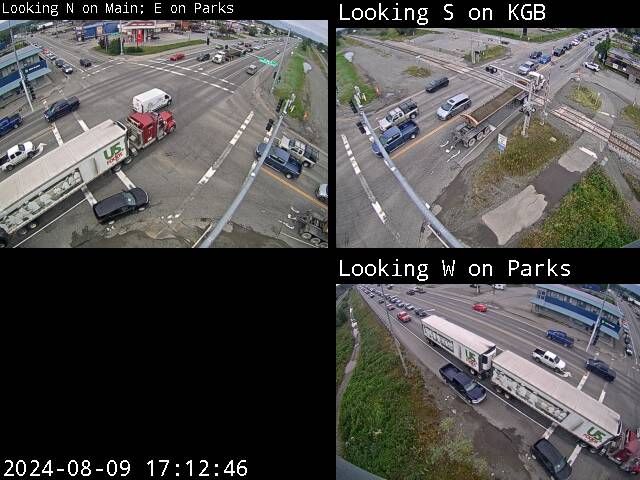 Looking N on Main; E on Parks
Looking S on KGB
US
Looking W on Parks
US
US
2024-08-09 17:12:46